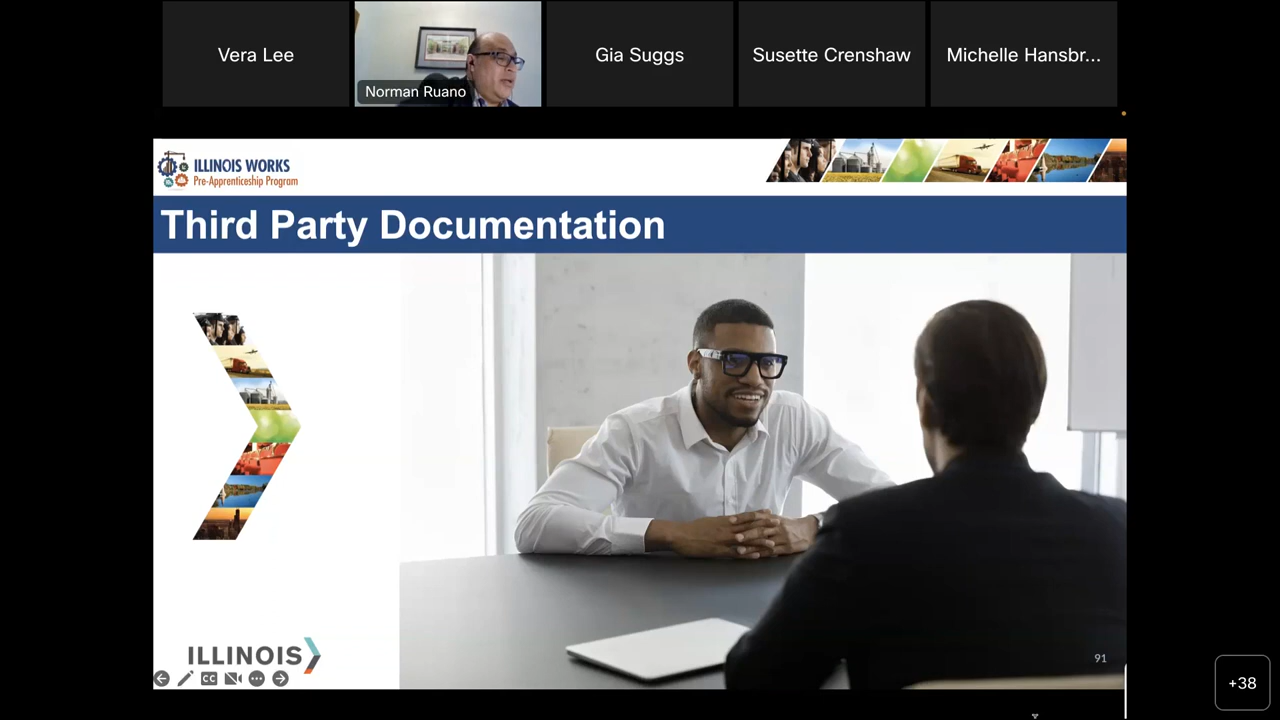 Vera Lee
Norman Ruano
Gia Suggs
Susette Crenshaw
Michelle Hansbr...
ILLINOIS WORKS
Pre-Apprenticeship Program
Third Party Documentation
ILLINOIS
CC
91
+38